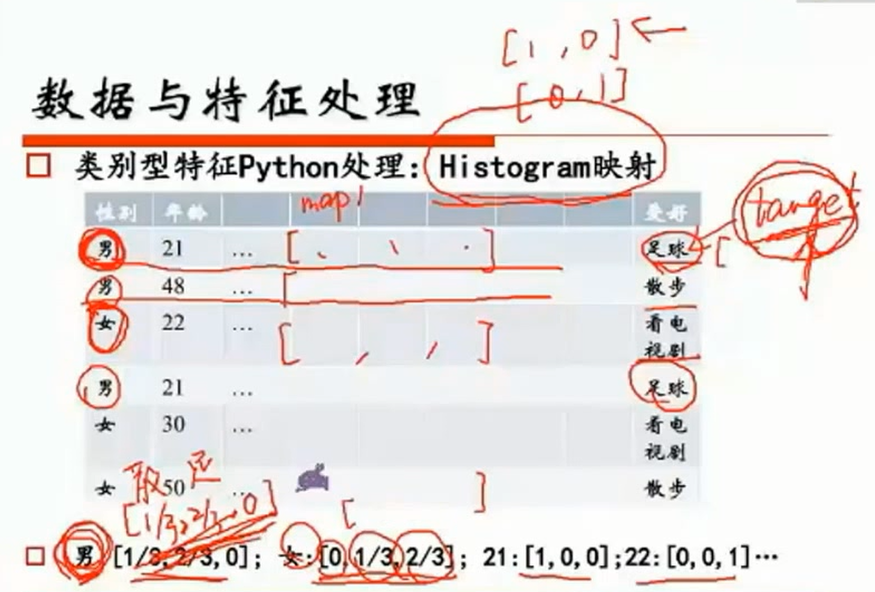 [1,0]←
[0,1]
数据与特征处理
类别型特征Python处理：Histogram映射
map
性别 年龄 爱好
target
男 21 … 足球
男 48 … 散步
女 22 … 看电
视剧
男 21 … 足球
女 30 … 看电
视剧
散 足
女 50 … 散步
[1/3,2/3,0]
男[1/3,2/3,0]；女:[0,1/3,2/3]；21:[1,0,0];22:[0,0,1]…